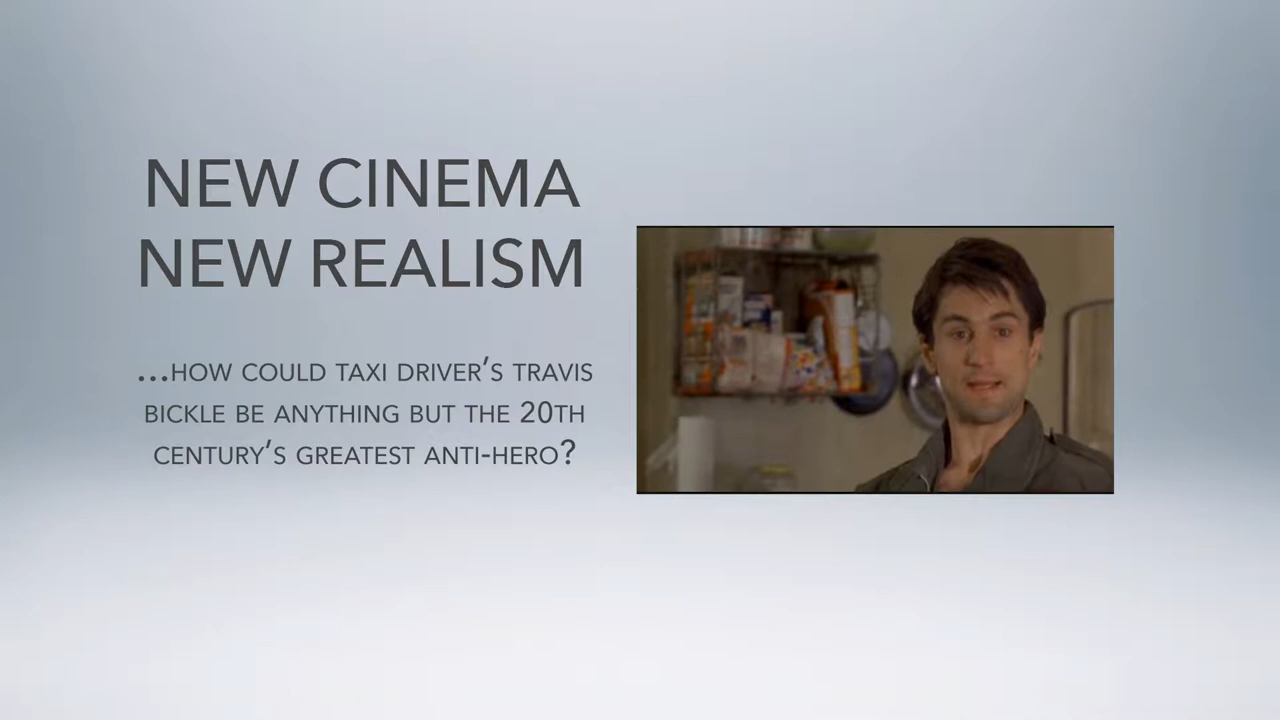 NEW CINEMA
NEW REALISM
...HOW COULD TAXI DRIVER'S TRAVIS
BICKLE BE ANYTHING BUT THE 20TH
CENTURY'S GREATEST ANTI-HERO?